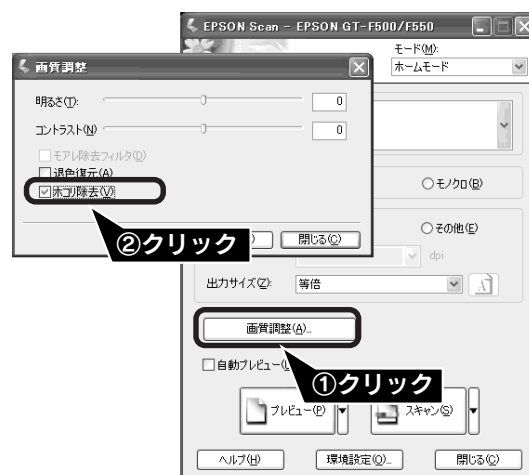 EPSON Scan - EPSON GT-F500/F550
モード(M):
ホームモード
画質調整
明るさ(T):
0
コントラスト(N)
0
モアレ除去フィルタ(D)
退色復元(A)
ホコリ除去(V)
閉じる(C)
②クリック
モノクロ(B)
その他(E)
dpi
出力サイズ(Z):
等倍
画質調整(A)...
自動プレビュー(
①クリック
プレビュー(P)
スキャン(S)
ヘルプ(H)
環境設定(O)...
閉じる(C)